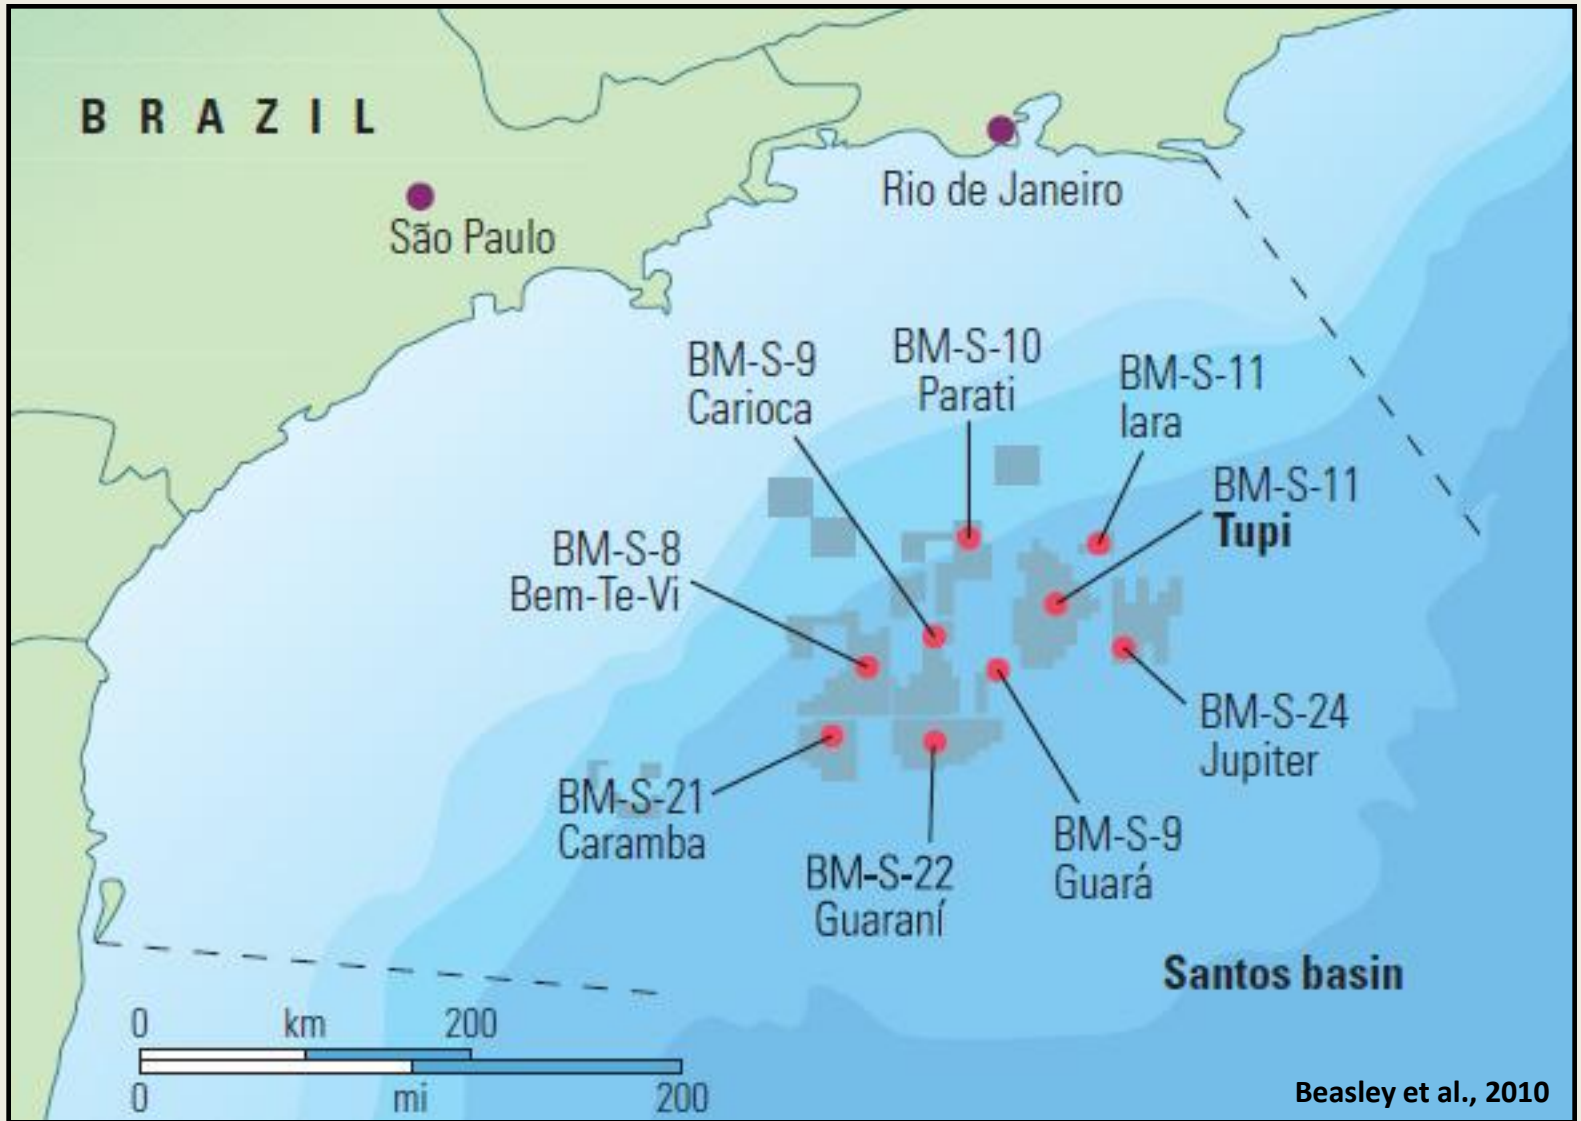 B R A Z I L
São Paulo
Rio de Janeiro
BM-S-9
Carioca
BM-S-10
Parati
BM-S-11
Iara
BM-S-11
Tupi
BM-S-8
Bem-Te-Vi
BM-S-24
Jupiter
BM-S-21
Caramba
BM-S-22
Guaraní
BM-S-9
Guará
Santos basin
0 km 200
0 mi 200
Beasley et al., 2010